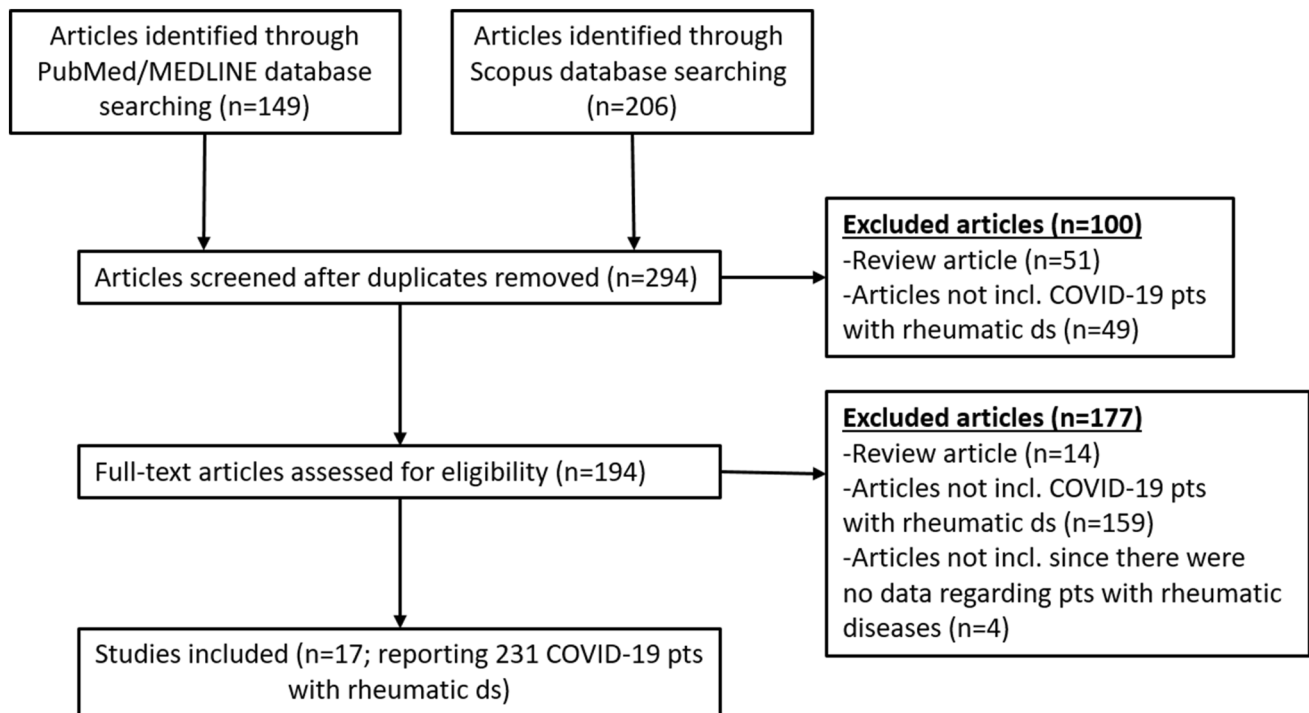 Articles identified through
PubMed/MEDLINE database
searching (n=149)
Articles identified through
Scopus database searching
(n=206)
Articles screened after duplicates removed (n=294)
Excluded articles (n=100)
-Review article (n=51)
-Articles not incl. COVID-19 pts
with rheumatic ds (n=49)
Full-text articles assessed for eligibility (n=194)
Excluded articles (n=177)
-Review article (n=14)
-Articles not incl. COVID-19 pts
with rheumatic ds (n=159)
-Articles not incl. since there were
no data regarding pts with rheumatic
diseases (n=4)
Studies included (n=17; reporting 231 COVID-19 pts
with rheumatic ds)